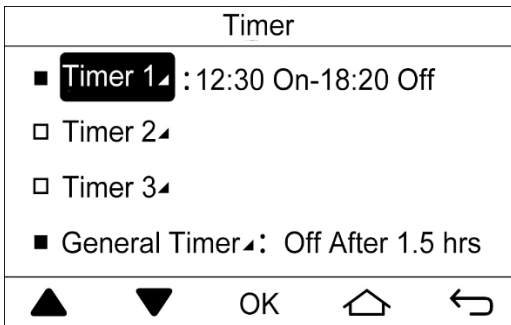 Timer
Timer 1 : 12:30 On-18:20 Off
Timer 2
Timer 3
General Timer : Off After 1.5 hrs
OK